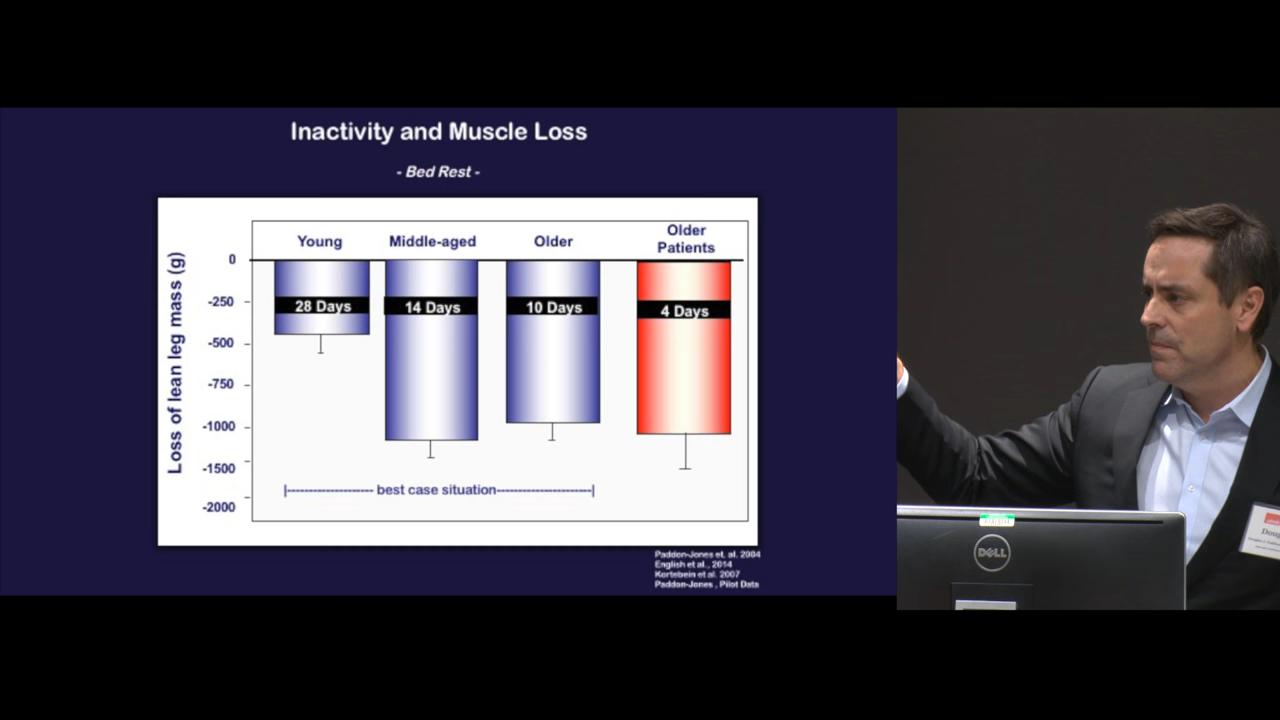 Inactivity and Muscle Loss
- Bed Rest -
Loss of lean leg mass (g)
Young
Middle-aged
Older
Older
Patients
0
-250
-500
-750
-1000
-1500
-2000
28 Days
14 Days
10 Days
4 Days
|-------------------- best case situation----------------------|
Paddon-Jones et. al. 2004
English et al., 2014
Kortebein et al. 2007
Paddon-Jones , Pilot Data
DELL
Doug